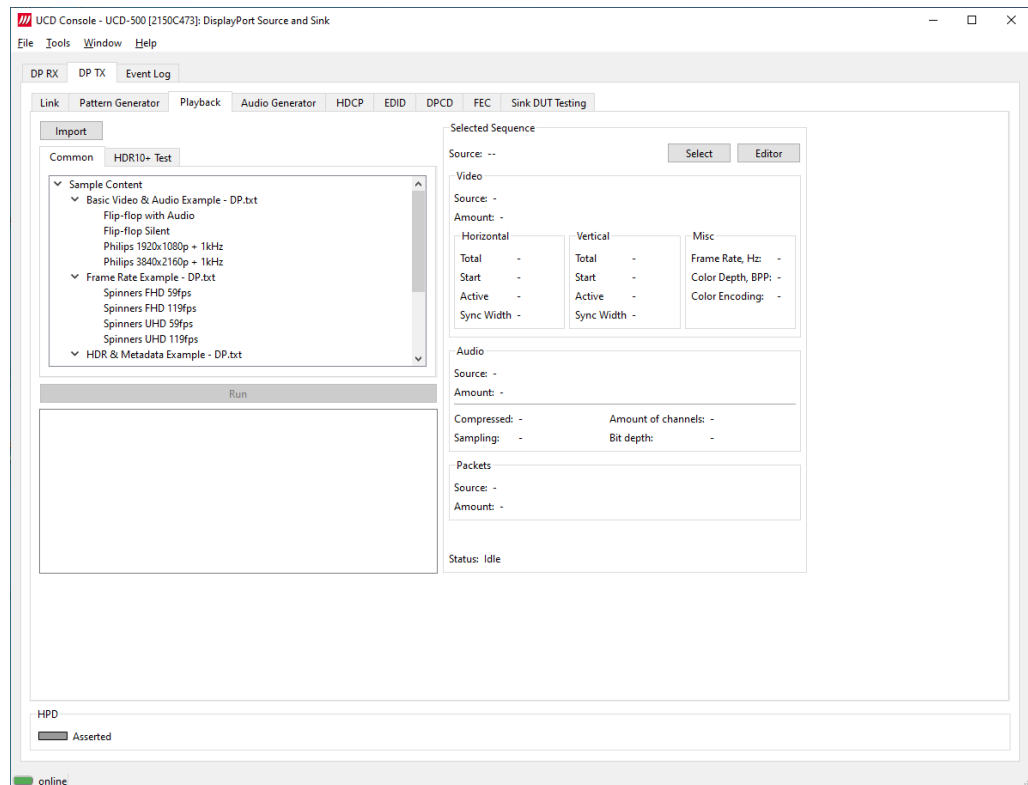 UCD Console - UCD-500 [2150C473]: DisplayPort Source and Sink
File Tools Window Help
DP RX DP TX Event Log
Link Pattern Generator Playback Audio Generator HDCP EDID DPCD FEC Sink DUT Testing
Import
Common HDR10+ Test
Sample Content
Basic Video & Audio Example - DP.txt
Flip-flop with Audio
Flip-flop Silent
Philips 1920x1080p + 1kHz
Philips 3840x2160p + 1kHz
Frame Rate Example - DP.txt
Spinners FHD 59fps
Spinners FHD 119fps
Spinners UHD 59fps
Spinners UHD 119fps
HDR & Metadata Example - DP.txt
Run
Selected Sequence
Source: -- Select Editor
Video
Source: -
Amount: -
Horizontal Vertical Misc
Total - Total - Frame Rate, Hz: -
Start - Start - Color Depth, BPP: -
Active - Active - Color Encoding: -
Sync Width - Sync Width -
Audio
Source: -
Amount: -
Compressed: - Amount of channels: -
Sampling: - Bit depth: -
Packets
Source: -
Amount: -
Status: Idle
HPD
Asserted
online